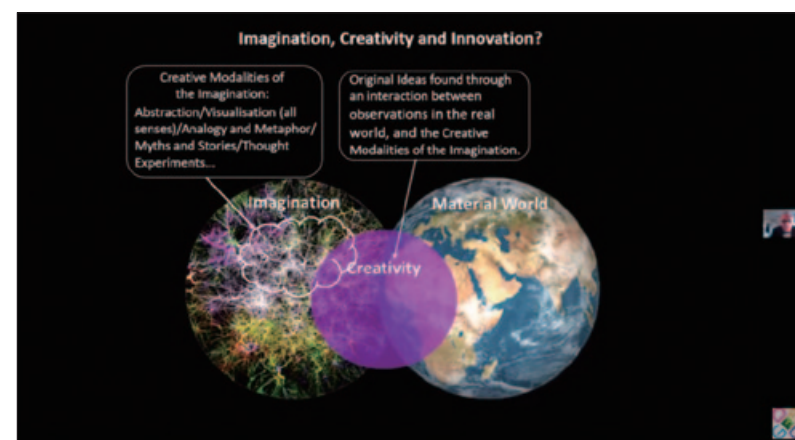 Imagination, Creativity and Innovation?
Creative Modalities of
the Imagination:
Abstraction/Visualisation (all
senses)/Analogy and Metaphor/
Myths and Stories/Thought
Experiments...
Original Ideas found through
an interaction between
observations in the real
world, and the Creative
Modalities of the Imagination.
Imagination
Material World
Creativity